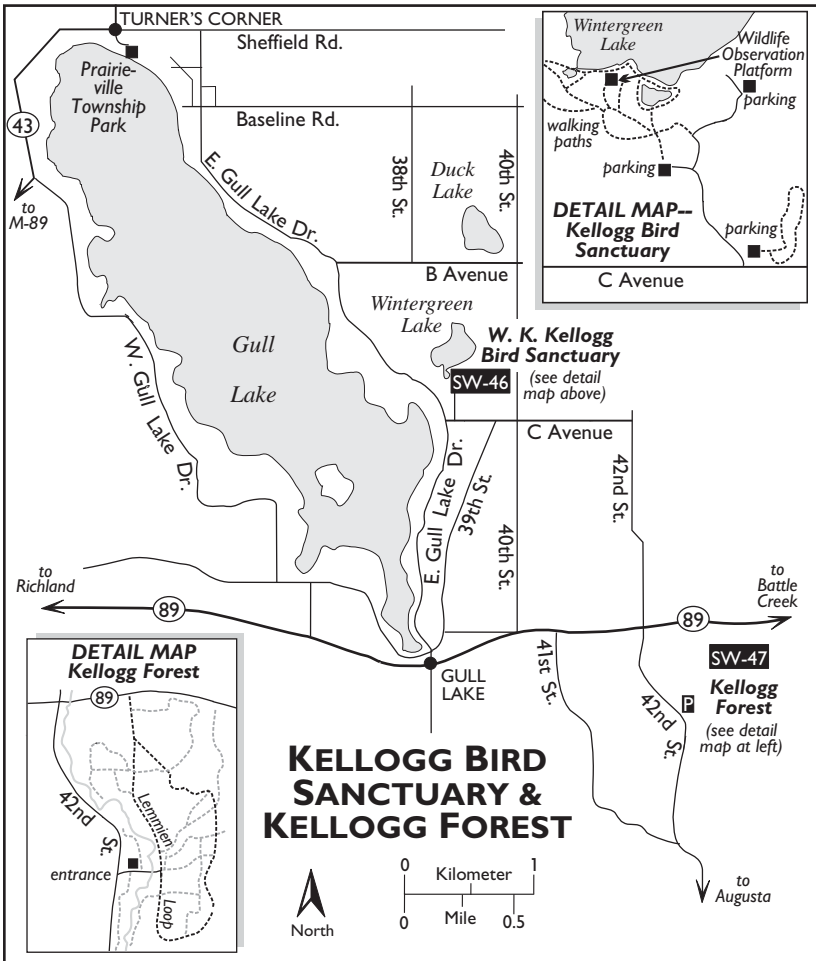 TURNER'S CORNER
Sheffield Rd.
Prairie-
ville
Township
Park
43
to
M-89
Baseline Rd.
E. Gull Lake Dr.
38th St.
40th St.
Duck
Lake
B Avenue
Wintergreen
Lake
W. K. Kellogg
Bird Sanctuary
SW-46
(see detail
map above)
Gull
Lake
W. Gull Lake Dr.
C Avenue
E. Gull Lake Dr.
39th St.
40th St.
42nd St.
to
Richland
89
to
Battle
Creek
89
GULL
LAKE
41st St.
42nd St.
P
SW-47
Kellogg
Forest
(see detail
map at left)
to
Augusta
Wintergreen
Lake
Wildlife
Observation
Platform
parking
walking
paths
parking
DETAIL MAP--
Kellogg Bird
Sanctuary
parking
C Avenue
DETAIL MAP
Kellogg Forest
89
42nd St.
Lemmien
Loop
entrance
KELLOGG BIRD
SANCTUARY &
KELLOGG FOREST
North
0 1
Kilometer
Mile
0 0.5